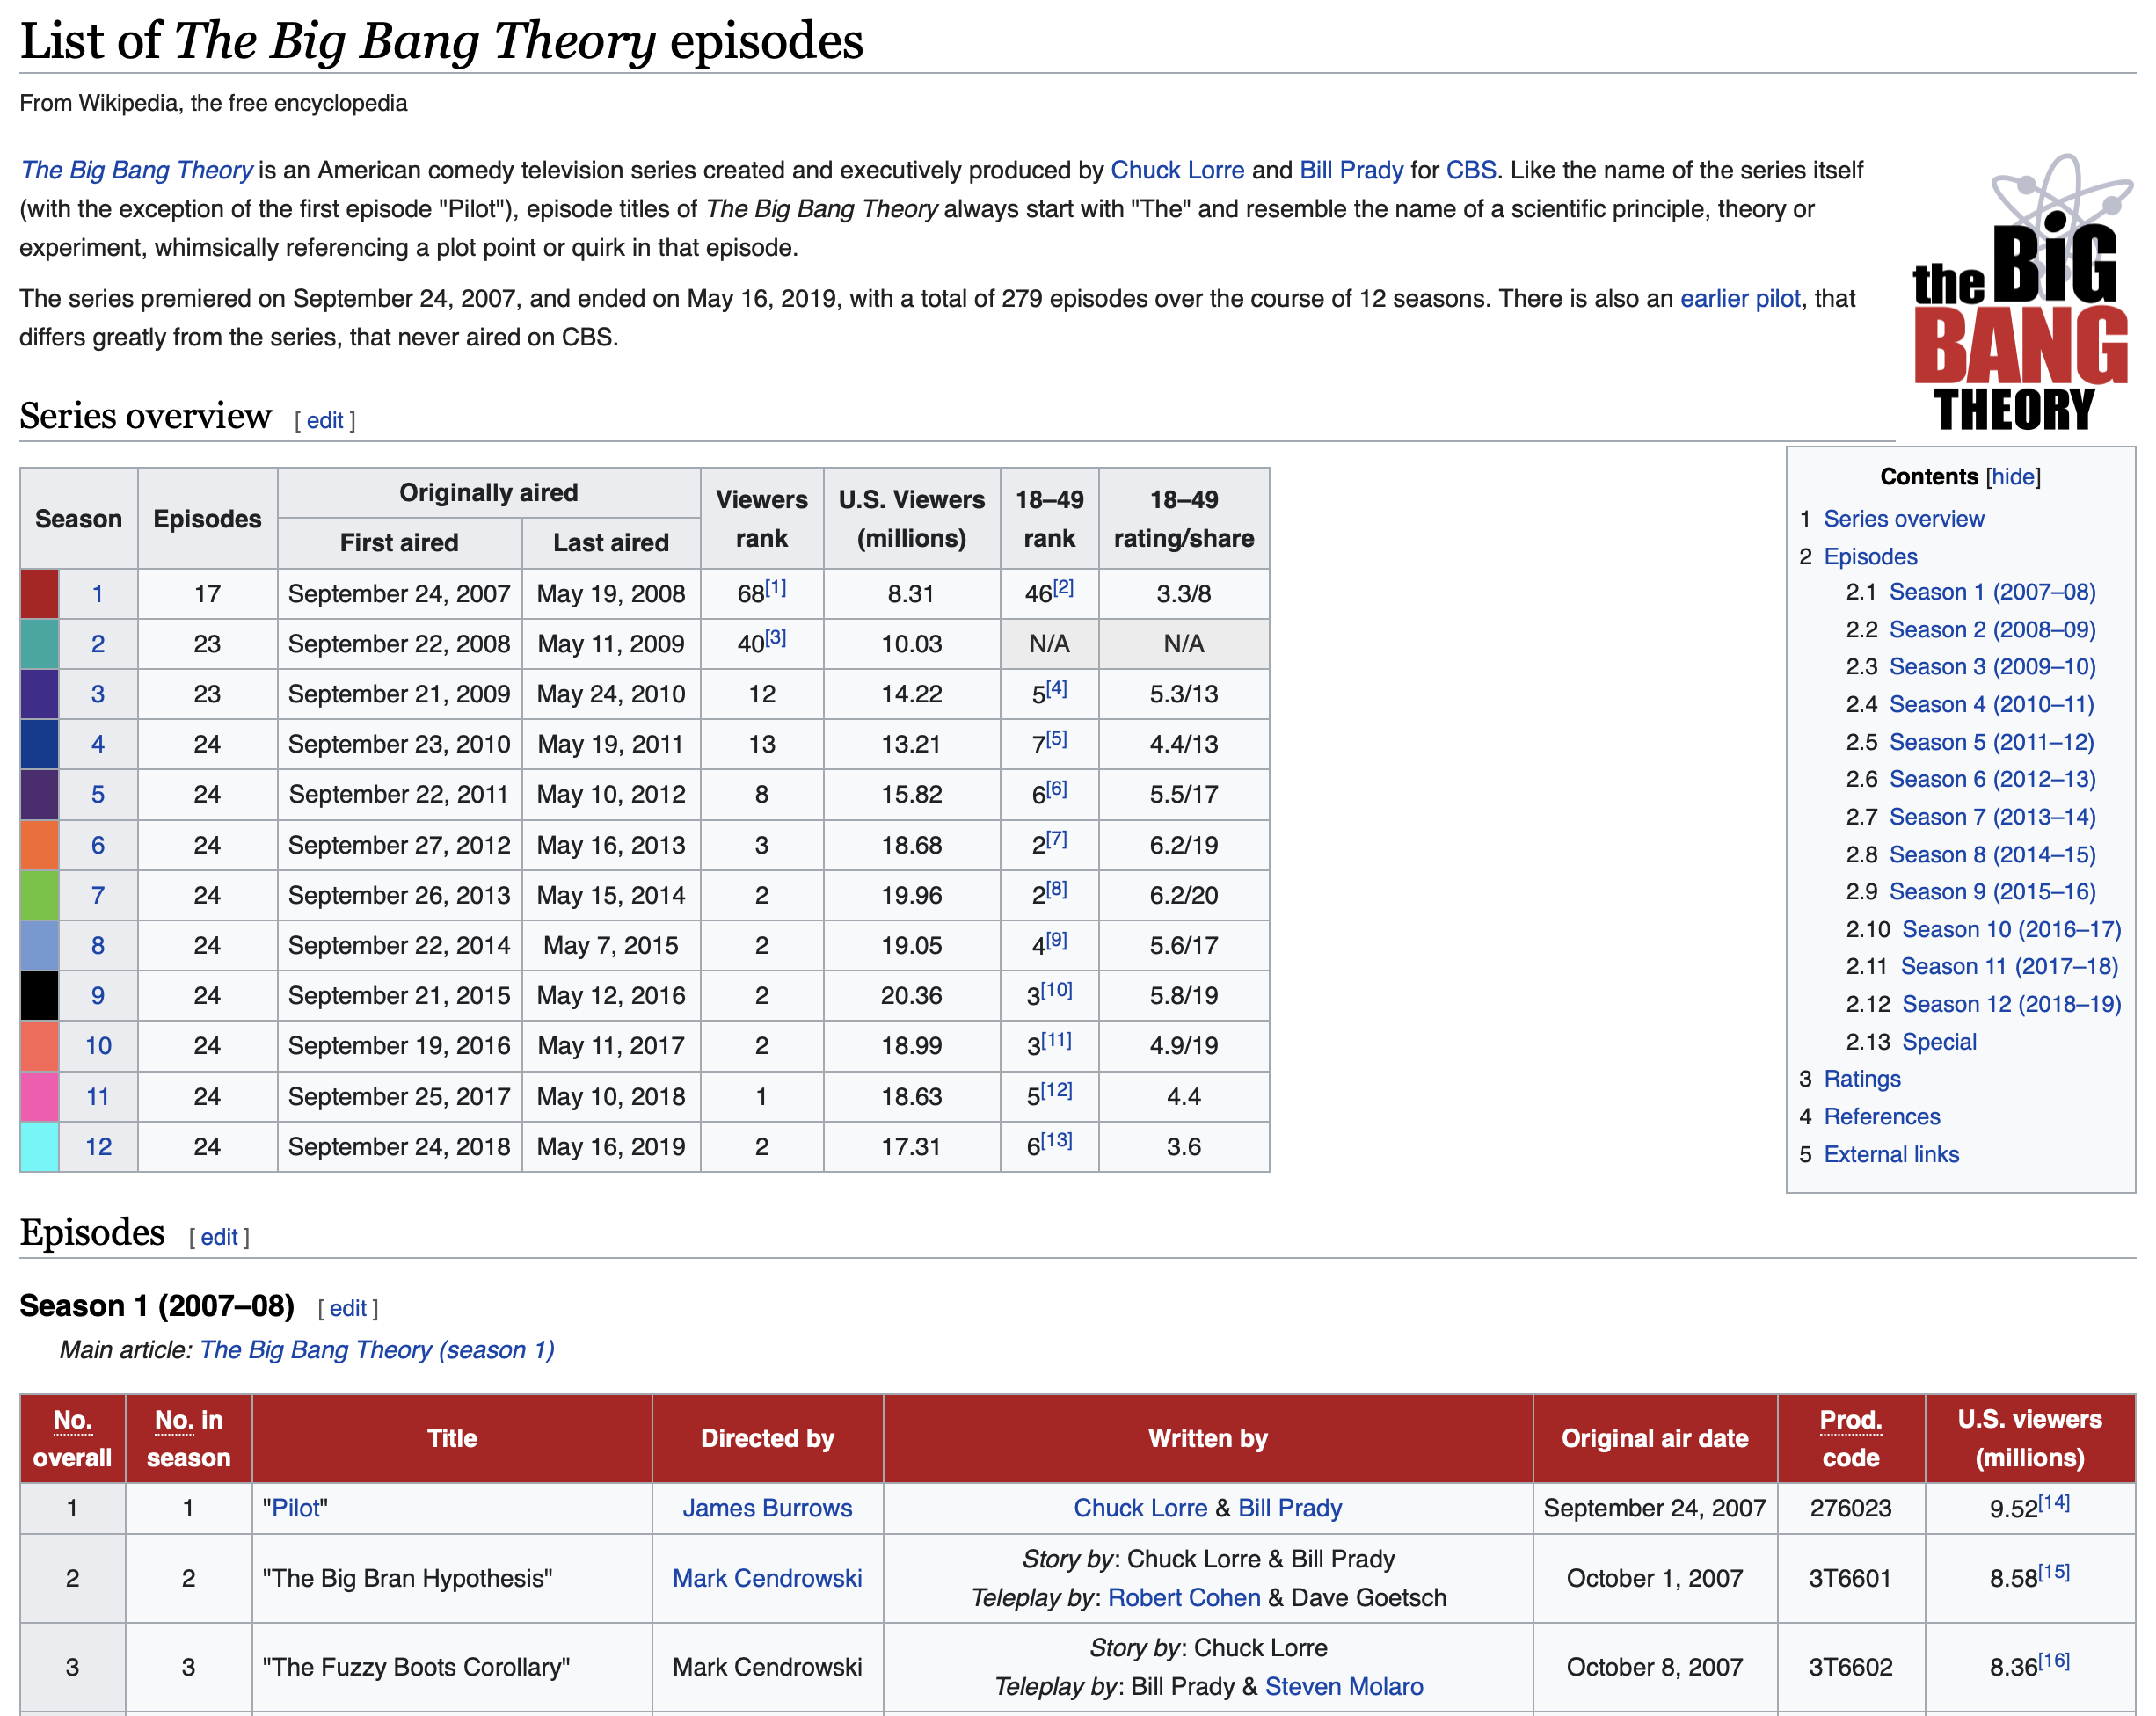 List of The Big Bang Theory episodes
From Wikipedia, the free encyclopedia
The Big Bang Theory is an American comedy television series created and executively produced by Chuck Lorre and Bill Prady for CBS. Like the name of the series itself
(with the exception of the first episode "Pilot"), episode titles of The Big Bang Theory always start with "The" and resemble the name of a scientific principle, theory or
experiment, whimsically referencing a plot point or quirk in that episode.
The series premiered on September 24, 2007, and ended on May 16, 2019, with a total of 279 episodes over the course of 12 seasons. There is also an earlier pilot, that
differs greatly from the series, that never aired on CBS.
the BiG
BANG
THEORY
Series overview [ edit ]
Season Episodes Originally aired Viewers rank U.S. Viewers (millions) 18–49 rank 18–49 rating/share
First aired Last aired
1 17 September 24, 2007 May 19, 2008 68[1] 8.31 46[2] 3.3/8
2 23 September 22, 2008 May 11, 2009 40[3] 10.03 N/A N/A
3 23 September 21, 2009 May 24, 2010 12 14.22 5[4] 5.3/13
4 24 September 23, 2010 May 19, 2011 13 13.21 7[5] 4.4/13
5 24 September 22, 2011 May 10, 2012 8 15.82 6[6] 5.5/17
6 24 September 27, 2012 May 16, 2013 3 18.68 2[7] 6.2/19
7 24 September 26, 2013 May 15, 2014 2 19.96 2[8] 6.2/20
8 24 September 22, 2014 May 7, 2015 2 19.05 4[9] 5.6/17
9 24 September 21, 2015 May 12, 2016 2 20.36 3[10] 5.8/19
10 24 September 19, 2016 May 11, 2017 2 18.99 3[11] 4.9/19
11 24 September 25, 2017 May 10, 2018 1 18.63 5[12] 4.4
12 24 September 24, 2018 May 16, 2019 2 17.31 6[13] 3.6
Contents [hide]
1 Series overview
2 Episodes
2.1 Season 1 (2007–08)
2.2 Season 2 (2008–09)
2.3 Season 3 (2009–10)
2.4 Season 4 (2010–11)
2.5 Season 5 (2011–12)
2.6 Season 6 (2012–13)
2.7 Season 7 (2013–14)
2.8 Season 8 (2014–15)
2.9 Season 9 (2015–16)
2.10 Season 10 (2016–17)
2.11 Season 11 (2017–18)
2.12 Season 12 (2018–19)
2.13 Special
3 Ratings
4 References
5 External links
Episodes [ edit ]
Season 1 (2007–08) [ edit ]
Main article: The Big Bang Theory (season 1)
No. overall No. in season Title Directed by Written by Original air date Prod. code U.S. viewers (millions)
1 1 "Pilot" James Burrows Chuck Lorre & Bill Prady September 24, 2007 276023 9.52[14]
2 2 "The Big Bran Hypothesis" Mark Cendrowski Story by: Chuck Lorre & Bill Prady
Teleplay by: Robert Cohen & Dave Goetsch October 1, 2007 3T6601 8.58[15]
3 3 "The Fuzzy Boots Corollary" Mark Cendrowski Story by: Chuck Lorre
Teleplay by: Bill Prady & Steven Molaro October 8, 2007 3T6602 8.36[16]